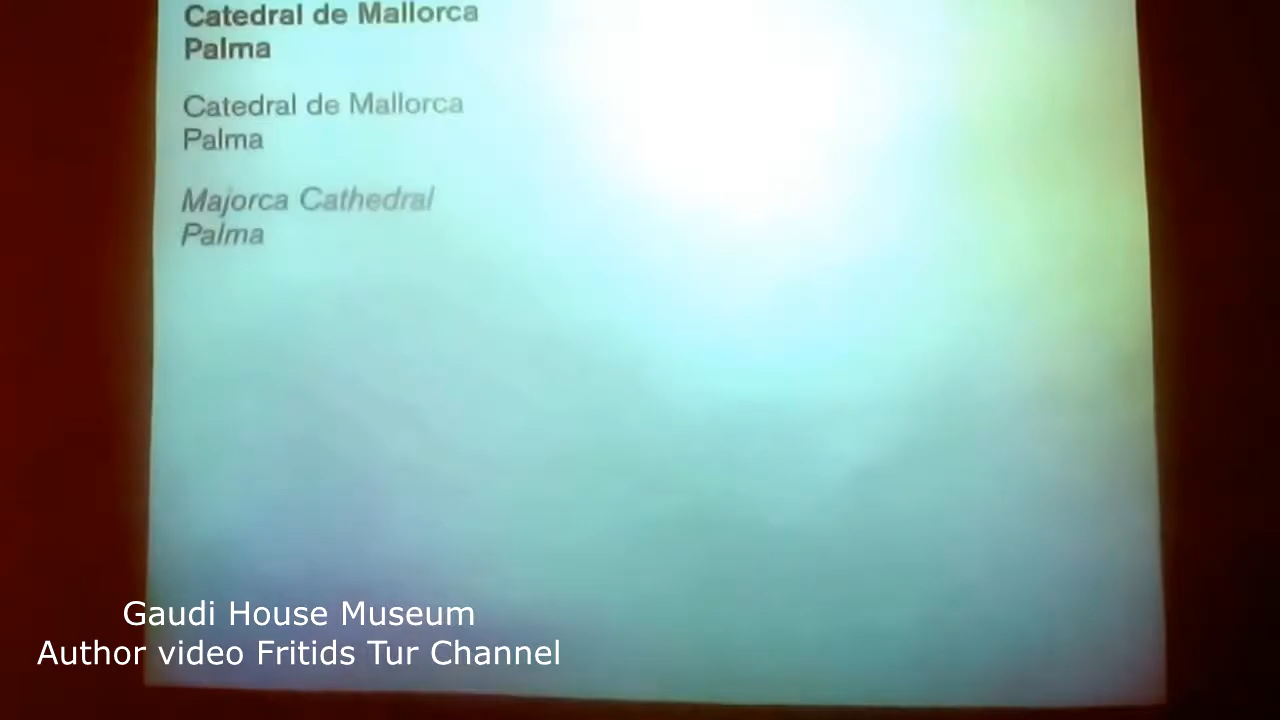 Catedral de Mallorca
Palma
Catedral de Mallorca
Palma
Majorca Cathedral
Palma
Gaudi House Museum
Author video Fritids Tur Channel